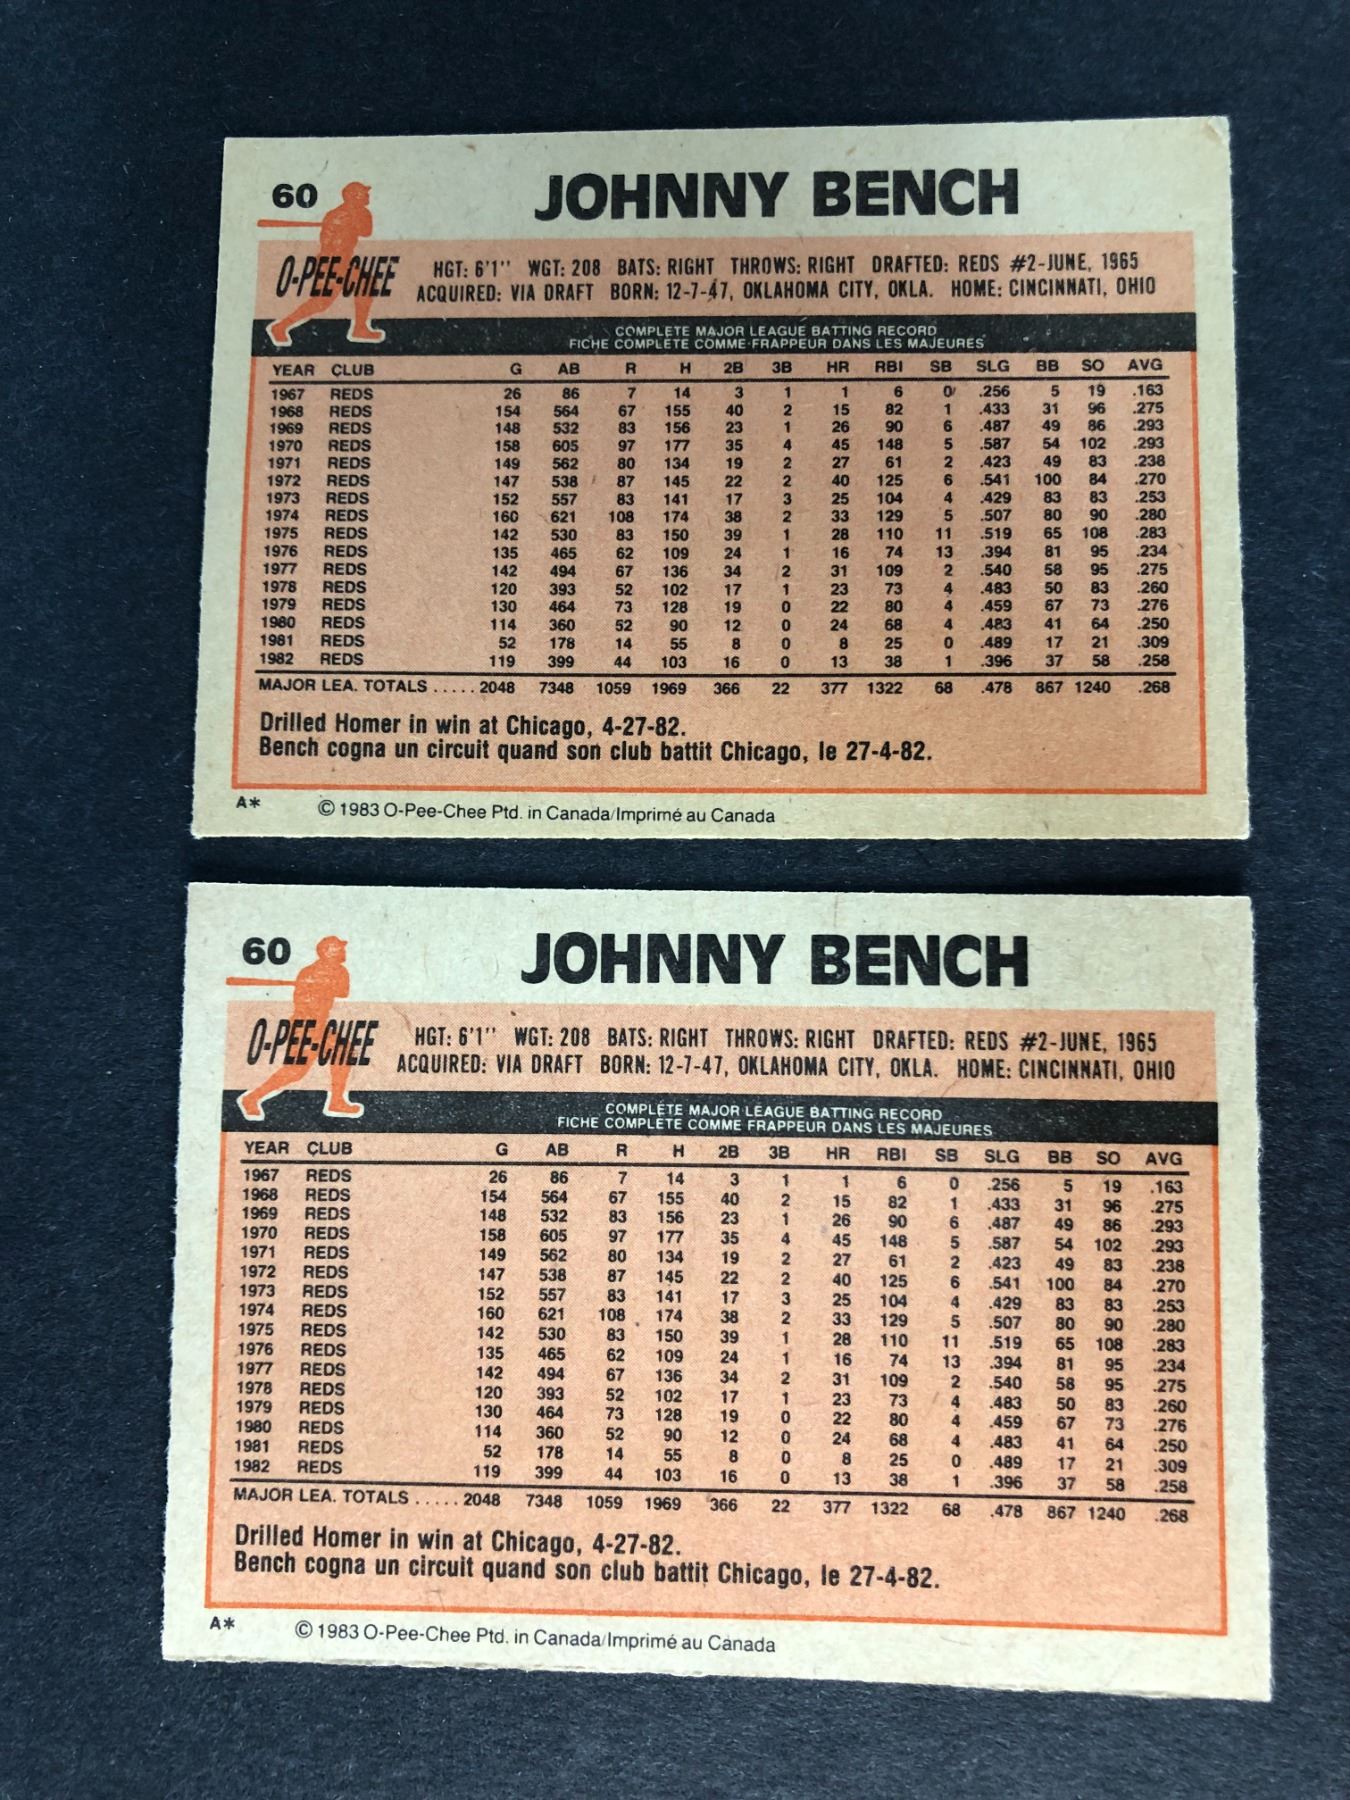 60 JOHNNY BENCH
O-PEE-CHEE
HGT: 6'1" WGT: 208 BATS: RIGHT THROWS: RIGHT DRAFTED: REDS #2-JUNE, 1965
ACQUIRED: VIA DRAFT BORN: 12-7-47, OKLAHOMA CITY, OKLA. HOME: CINCINNATI, OHIO
COMPLETE MAJOR LEAGUE BATTING RECORD
FICHE COMPLETE COMME FRAPPEUR DANS LES MAJEURES
YEAR CLUB G AB R H 2B 3B HR RBI SB SLG BB SO AVG
1967 REDS 26 86 7 14 3 1 1 6 0 .256 5 19 .163
1968 REDS 154 564 67 155 40 2 15 82 1 .433 31 96 .275
1969 REDS 148 532 83 156 23 1 26 90 6 .487 49 86 .293
1970 REDS 158 605 97 177 35 4 45 148 5 .587 54 102 .293
1971 REDS 149 562 80 134 19 2 27 61 2 .423 49 83 .238
1972 REDS 147 538 87 145 22 2 40 125 6 .541 100 84 .270
1973 REDS 152 557 83 141 17 3 25 104 4 .429 83 83 .253
1974 REDS 160 621 108 174 38 2 33 129 5 .507 80 90 .280
1975 REDS 142 530 83 150 39 1 28 110 11 .519 65 108 .283
1976 REDS 135 465 62 109 24 1 16 74 13 .394 81 95 .234
1977 REDS 142 494 67 136 34 2 31 109 2 .540 58 95 .275
1978 REDS 120 393 52 102 17 1 23 73 4 .483 50 83 .260
1979 REDS 130 464 73 128 19 0 22 80 4 .459 67 73 .276
1980 REDS 114 360 52 90 12 0 24 68 4 .483 41 64 .250
1981 REDS 52 178 14 55 8 0 8 25 0 .489 17 21 .309
1982 REDS 119 399 44 103 16 0 13 38 1 .396 37 58 .258
MAJOR LEA. TOTALS ..... 2048 7348 1059 1969 366 22 377 1322 68 .478 867 1240 .268
Drilled Homer in win at Chicago, 4-27-82.
Bench cogna un circuit quand son club battit Chicago, le 27-4-82.
A* © 1983 O-Pee-Chee Ptd. in Canada/Imprimé au Canada
60 JOHNNY BENCH
O-PEE-CHEE
HGT: 6'1" WGT: 208 BATS: RIGHT THROWS: RIGHT DRAFTED: REDS #2-JUNE, 1965
ACQUIRED: VIA DRAFT BORN: 12-7-47, OKLAHOMA CITY, OKLA. HOME: CINCINNATI, OHIO
COMPLETE MAJOR LEAGUE BATTING RECORD
FICHE COMPLETE COMME FRAPPEUR DANS LES MAJEURES
YEAR CLUB G AB R H 2B 3B HR RBI SB SLG BB SO AVG
1967 REDS 26 86 7 14 3 1 1 6 0 .256 5 19 .163
1968 REDS 154 564 67 155 40 2 15 82 1 .433 31 96 .275
1969 REDS 148 532 83 156 23 1 26 90 6 .487 49 86 .293
1970 REDS 158 605 97 177 35 4 45 148 5 .587 54 102 .293
1971 REDS 149 562 80 134 19 2 27 61 2 .423 49 83 .238
1972 REDS 147 538 87 145 22 2 40 125 6 .541 100 84 .270
1973 REDS 152 557 83 141 17 3 25 104 4 .429 83 83 .253
1974 REDS 160 621 108 174 38 2 33 129 5 .507 80 90 .280
1975 REDS 142 530 83 150 39 1 28 110 11 .519 65 108 .283
1976 REDS 135 465 62 109 24 1 16 74 13 .394 81 95 .234
1977 REDS 142 494 67 136 34 2 31 109 2 .540 58 95 .275
1978 REDS 120 393 52 102 17 1 23 73 4 .483 50 83 .260
1979 REDS 130 464 73 128 19 0 22 80 4 .459 67 73 .276
1980 REDS 114 360 52 90 12 0 24 68 4 .483 41 64 .250
1981 REDS 52 178 14 55 8 0 8 25 0 .489 17 21 .309
1982 REDS 119 399 44 103 16 0 13 38 1 .396 37 58 .258
MAJOR LEA. TOTALS ..... 2048 7348 1059 1969 366 22 377 1322 68 .478 867 1240 .268
Drilled Homer in win at Chicago, 4-27-82.
Bench cogna un circuit quand son club battit Chicago, le 27-4-82.
A* © 1983 O-Pee-Chee Ptd. in Canada/Imprimé au Canada